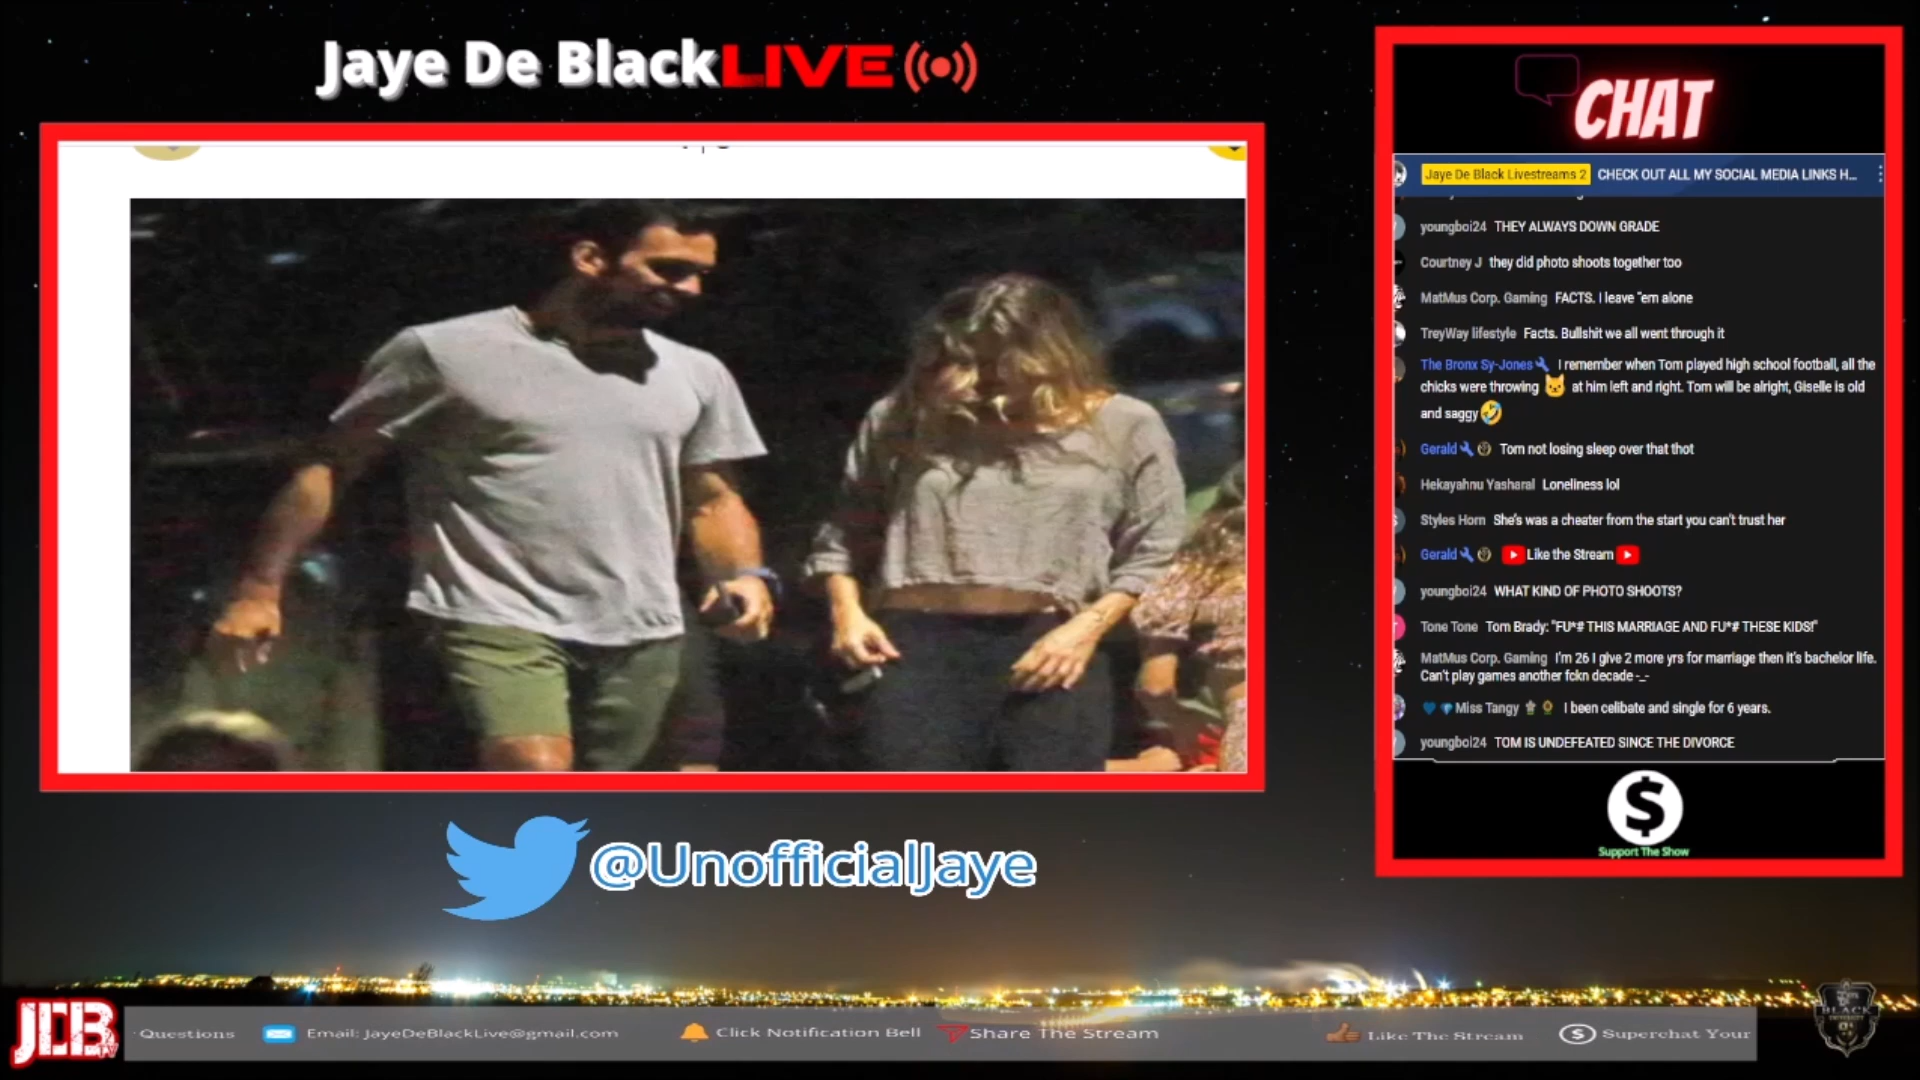 Jaye De BlackLIVE
CHAT
Jaye De Black Livestreams 2 CHECK OUT ALL MY SOCIAL MEDIA LINKS H...
youngboi24 THEY ALWAYS DOWN GRADE
Courtney J they did photo shoots together too
MatMus Corp. Gaming FACTS. I leave "em alone
TreyWay lifestyle Facts. Bullshit we all went through it
The Bronx Sy-Jones I remember when Tom played high school football, all the
chicks were throwing at him left and right. Tom will be alright, Giselle is old
and saggy
Gerald Tom not losing sleep over that thot
Hekayahnu Yasharal Loneliness lol
Styles Horn She's was a cheater from the start you can't trust her
Gerald Like the Stream
youngboi24 WHAT KIND OF PHOTO SHOOTS?
Tone Tone Tom Brady: "FU*# THIS MARRIAGE AND FU*# THESE KIDS!"
MatMus Corp. Gaming I'm 26 I give 2 more yrs for marriage then it's bachelor life.
Can't play games another fckn decade -_-
Miss Tangy I been celibate and single for 6 years.
youngboi24 TOM IS UNDEFEATED SINCE THE DIVORCE
$
Support The Show
@UnofficialJaye
JDB TV
Questions Email: JayeDeBlackLive@gmail.com Click Notification Bell Share The Stream Like The Stream $ Superchat Your
BLACK